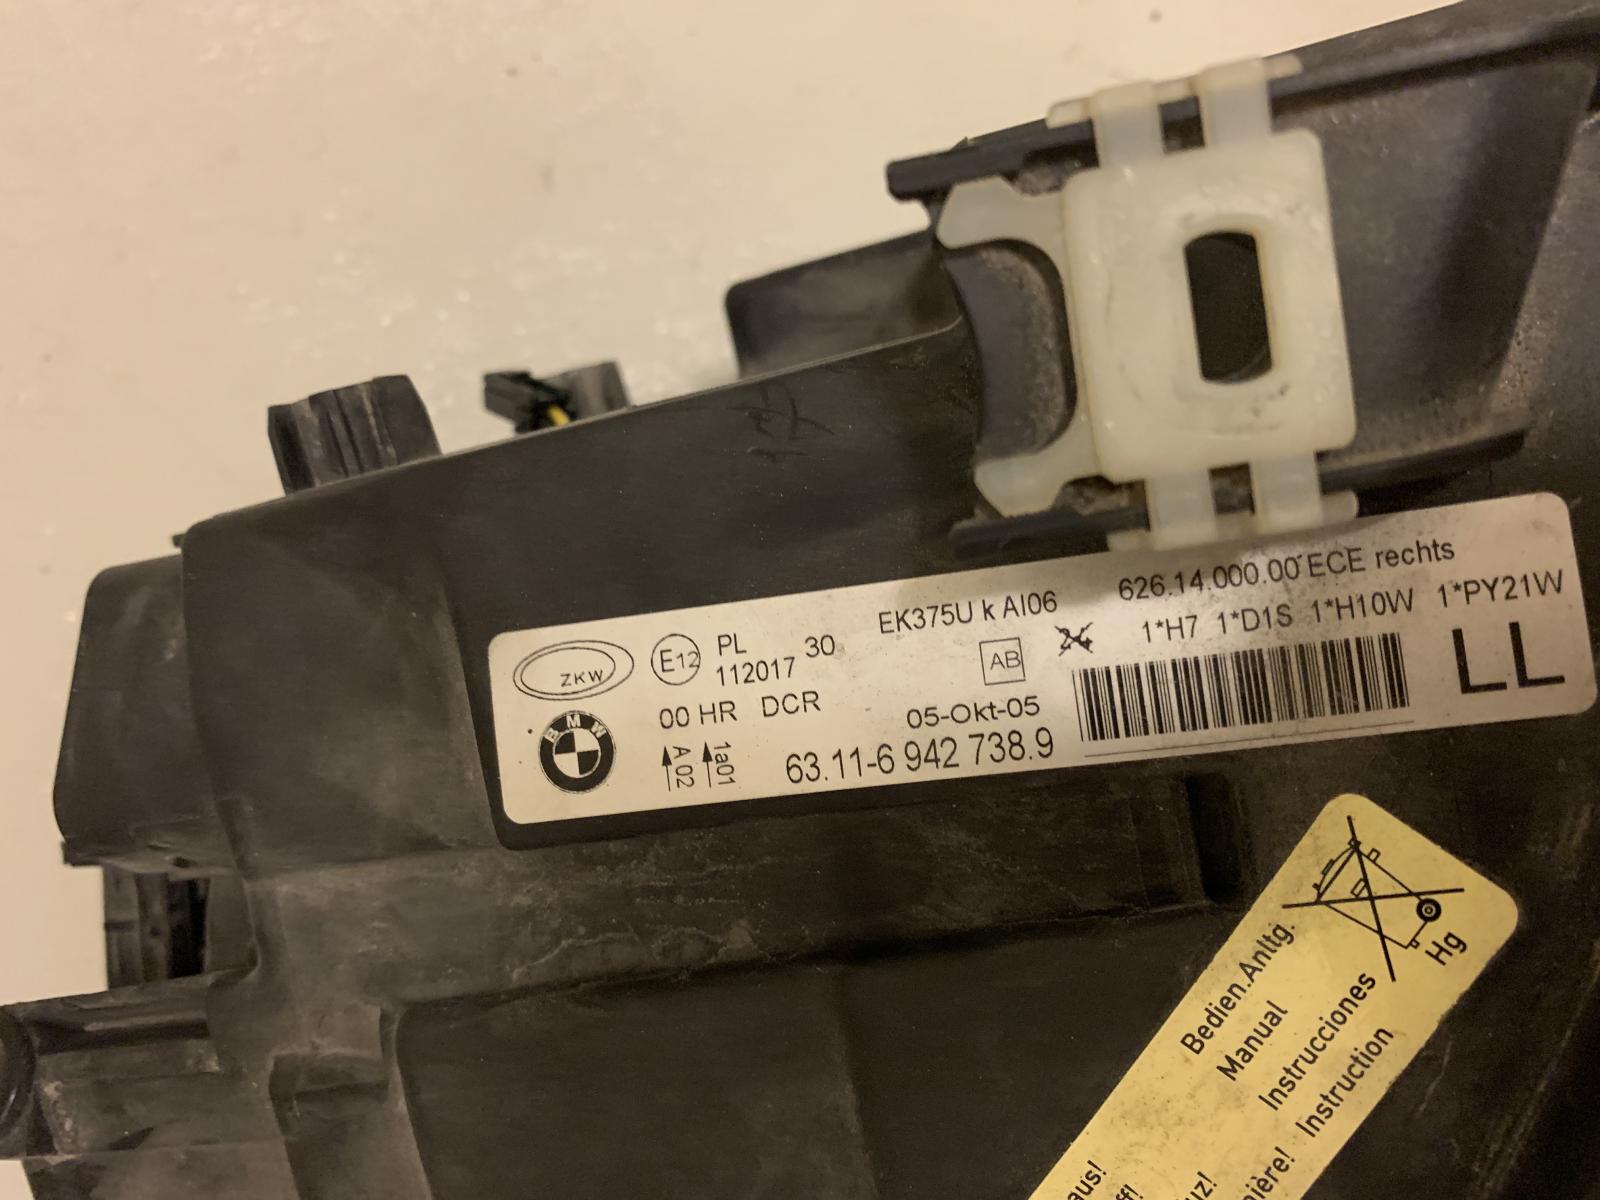 ZKW
E12
PL
112017
30
00 HR DCR
A 02
1a01
BMW
EK375U k AI06
AB
05-Okt-05
63.11-6 942 738.9
626.14.000.00 ECE rechts
1*H7 1*D1S 1*H10W 1*PY21W
LL
Hg
Bedien.Anltg.
Manual
Instrucciones
Instruction